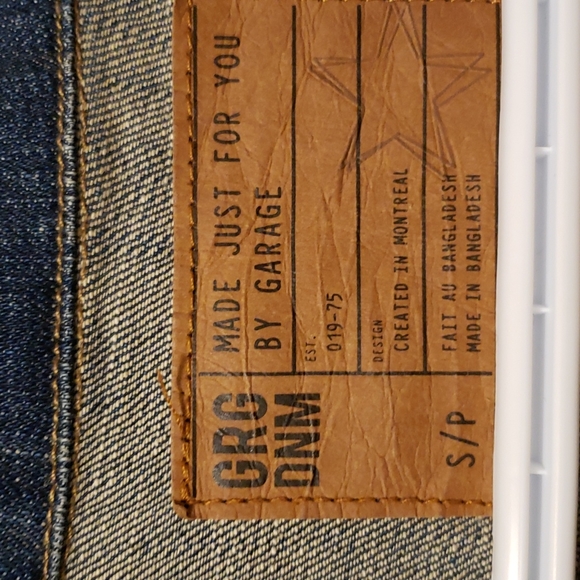 GRG
DNM
MADE JUST FOR YOU
BY GARAGE
EST.
019-75
DESIGN
CREATED IN MONTREAL
S/P
FAIT AU BANGLADESH
MADE IN BANGLADESH